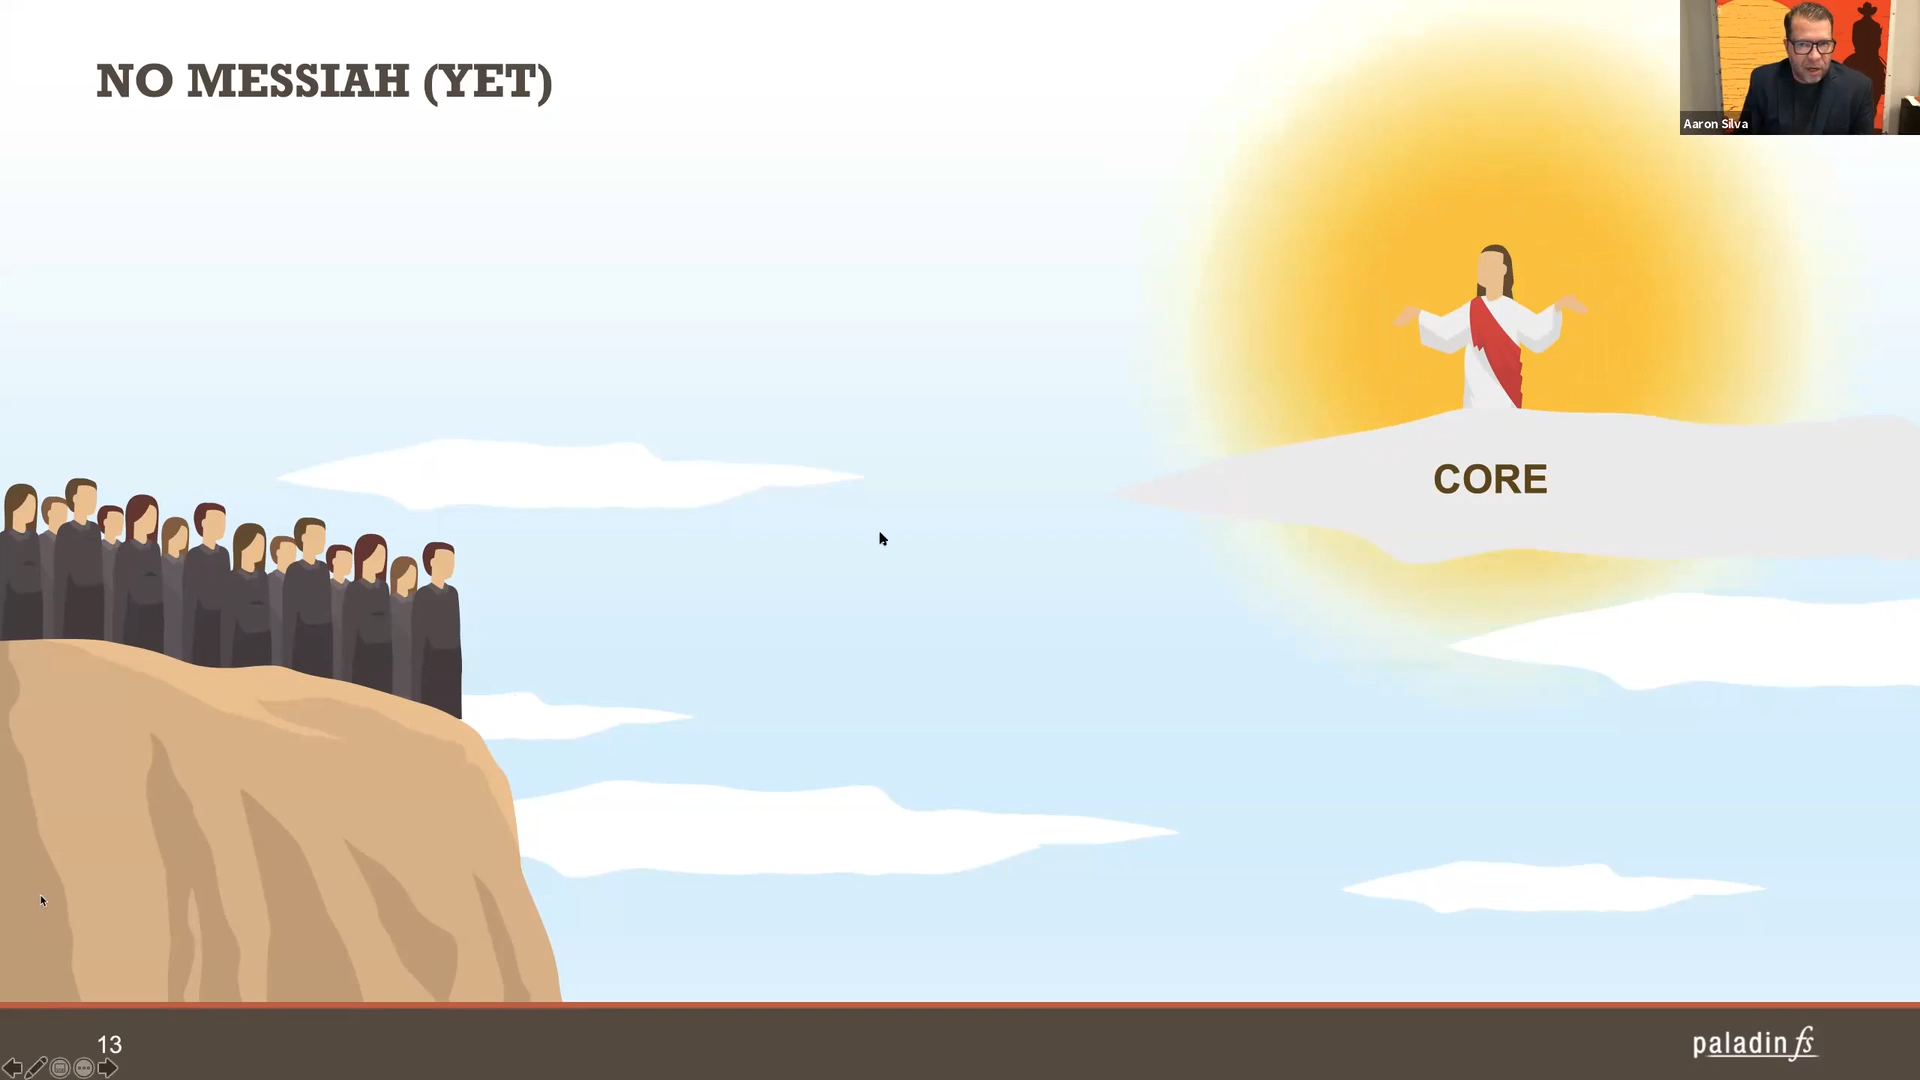 NO MESSIAH (YET)
Aaron Silva
CORE
13
paladin fs